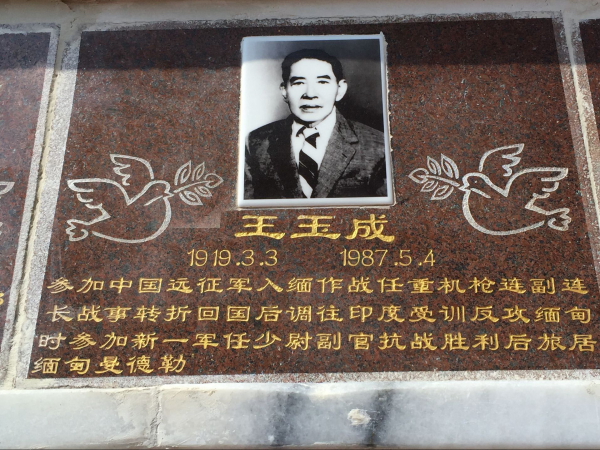 王玉成
1919.3.3 1987.5.4
参加中国远征军入缅作战任重机枪连副连
长战事转折回国后调往印度受训反攻缅甸
时参加新一军任少尉副官抗战胜利后旅居
缅甸曼德勒